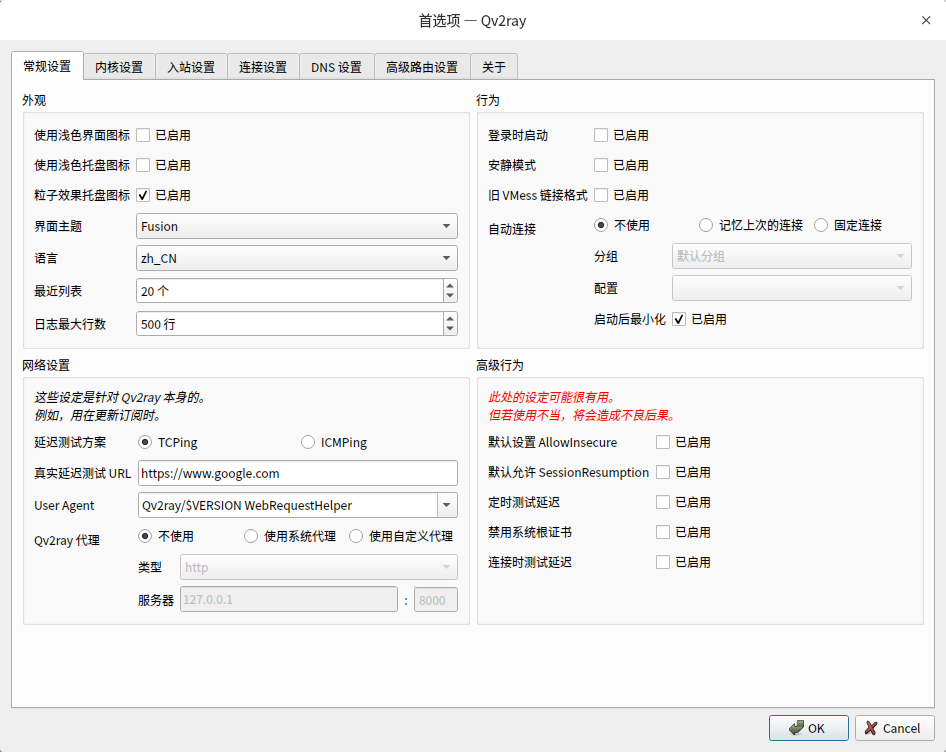 首选项 — Qv2ray
常规设置 内核设置 入站设置 连接设置 DNS 设置 高级路由设置 关于
外观
使用浅色界面图标 已启用
使用浅色托盘图标 已启用
粒子效果托盘图标 已启用
界面主题 Fusion
语言 zh_CN
最近列表 20 个
日志最大行数 500 行
行为
登录时启动 已启用
安静模式 已启用
旧 VMess 链接格式 已启用
自动连接 不使用 记忆上次的连接 固定连接
分组 默认分组
配置
启动后最小化 已启用
网络设置
这些设定是针对 Qv2ray 本身的。
例如，用在更新订阅时。
延迟测试方案 TCPing ICMPing
真实延迟测试 URL https://www.google.com
User Agent Qv2ray/$VERSION WebRequestHelper
Qv2ray 代理 不使用 使用系统代理 使用自定义代理
类型 http
服务器 127.0.0.1 : 8000
高级行为
此处的设定可能很有用。
但若使用不当，将会造成不良后果。
默认设置 AllowInsecure 已启用
默认允许 SessionResumption 已启用
定时测试延迟 已启用
禁用系统根证书 已启用
连接时测试延迟 已启用
OK Cancel